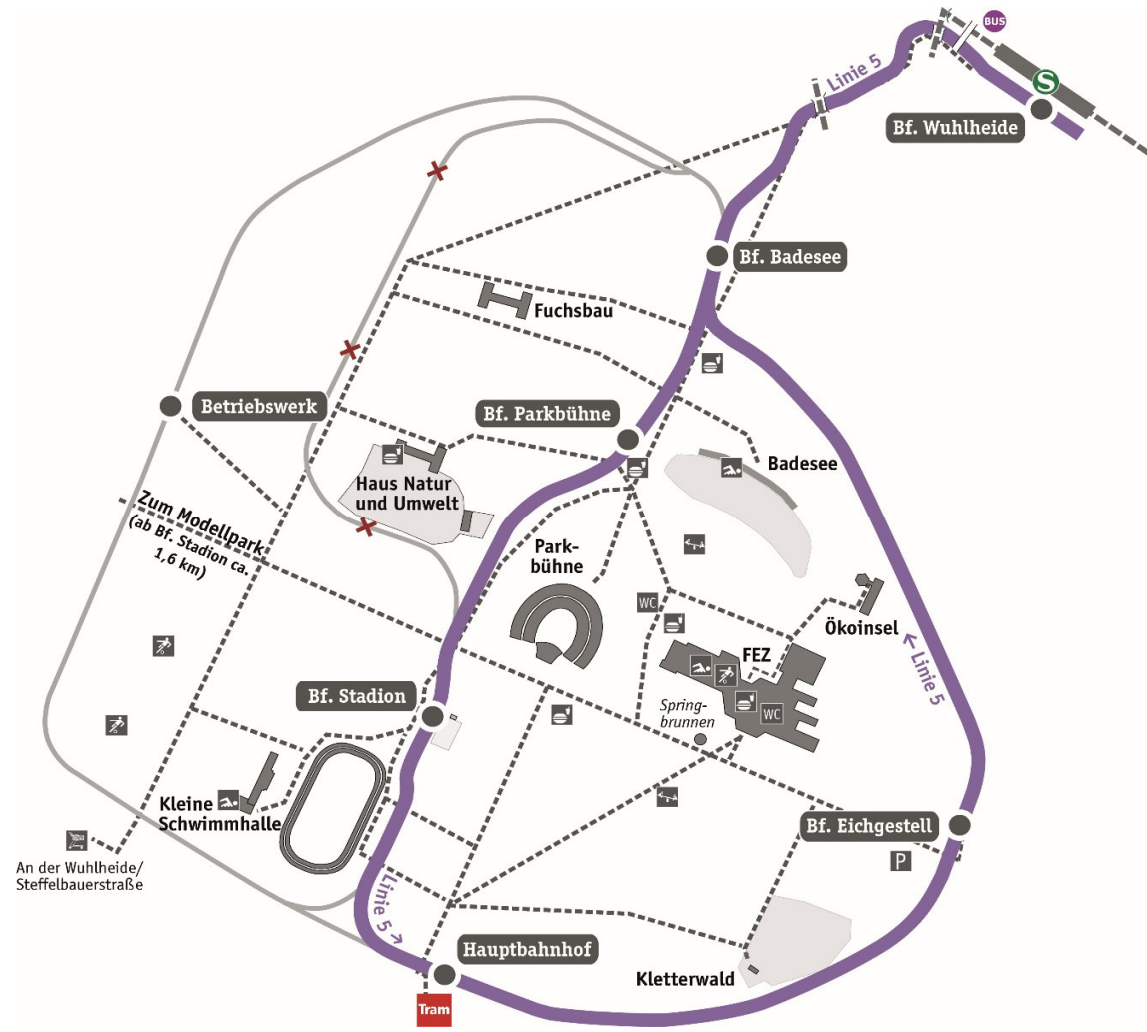 BUS
Linie 5
S
Bf. Wuhlheide
Bf. Badesee
Fuchsbau
Betriebswerk
Bf. Parkbühne
Badesee
Haus Natur
und Umwelt
Zum Modellpark
(ab Bf. Stadion ca.
1,6 km)
Park-
bühne
WC
Ökoinsel
FEZ
← Linie 5
Bf. Stadion
Spring-
brunnen
WC
Kleine
Schwimmhalle
Bf. Eichgestell
An der Wuhlheide/
Steffelbauerstraße
P
Linie 5 →
Hauptbahnhof
Kletterwald
Tram